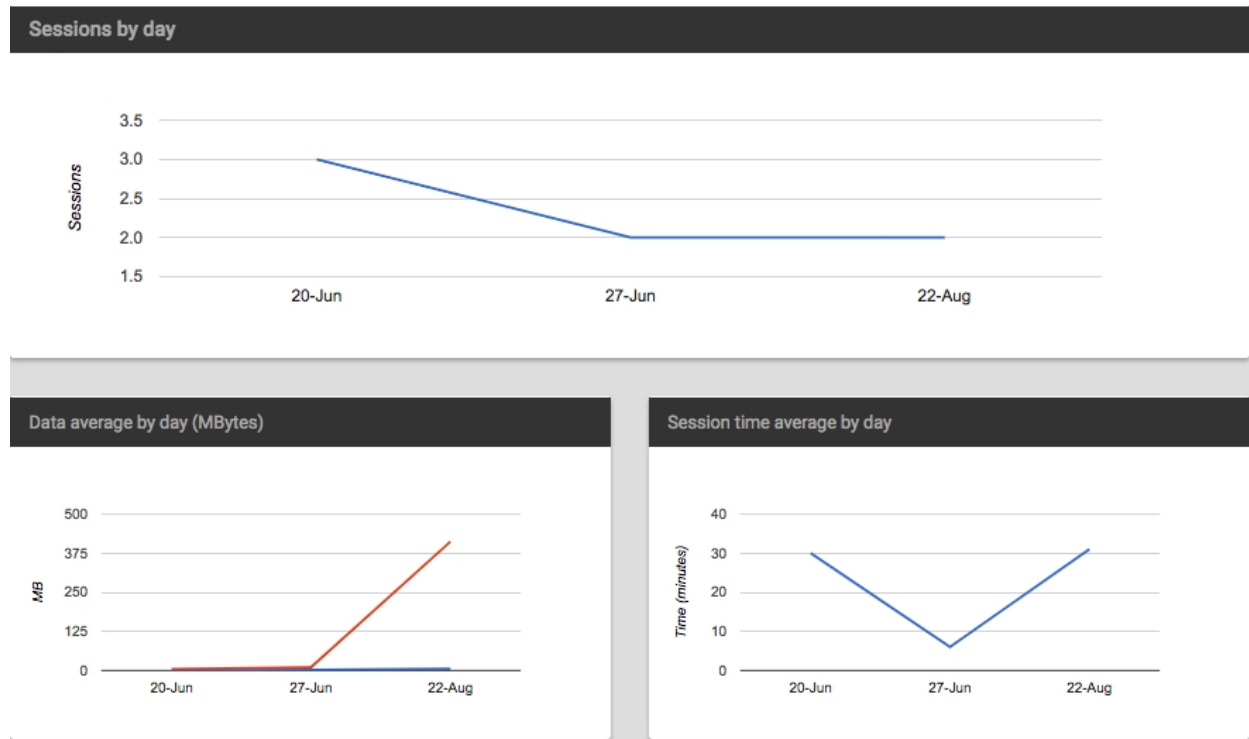 Sessions by day
3.5
3.0
2.5
2.0
1.5
Sessions
20-Jun 27-Jun 22-Aug
Data average by day (MBytes)
500
375
250
125
0
MB
20-Jun 27-Jun 22-Aug
Session time average by day
40
30
20
10
0
Time (minutes)
20-Jun 27-Jun 22-Aug